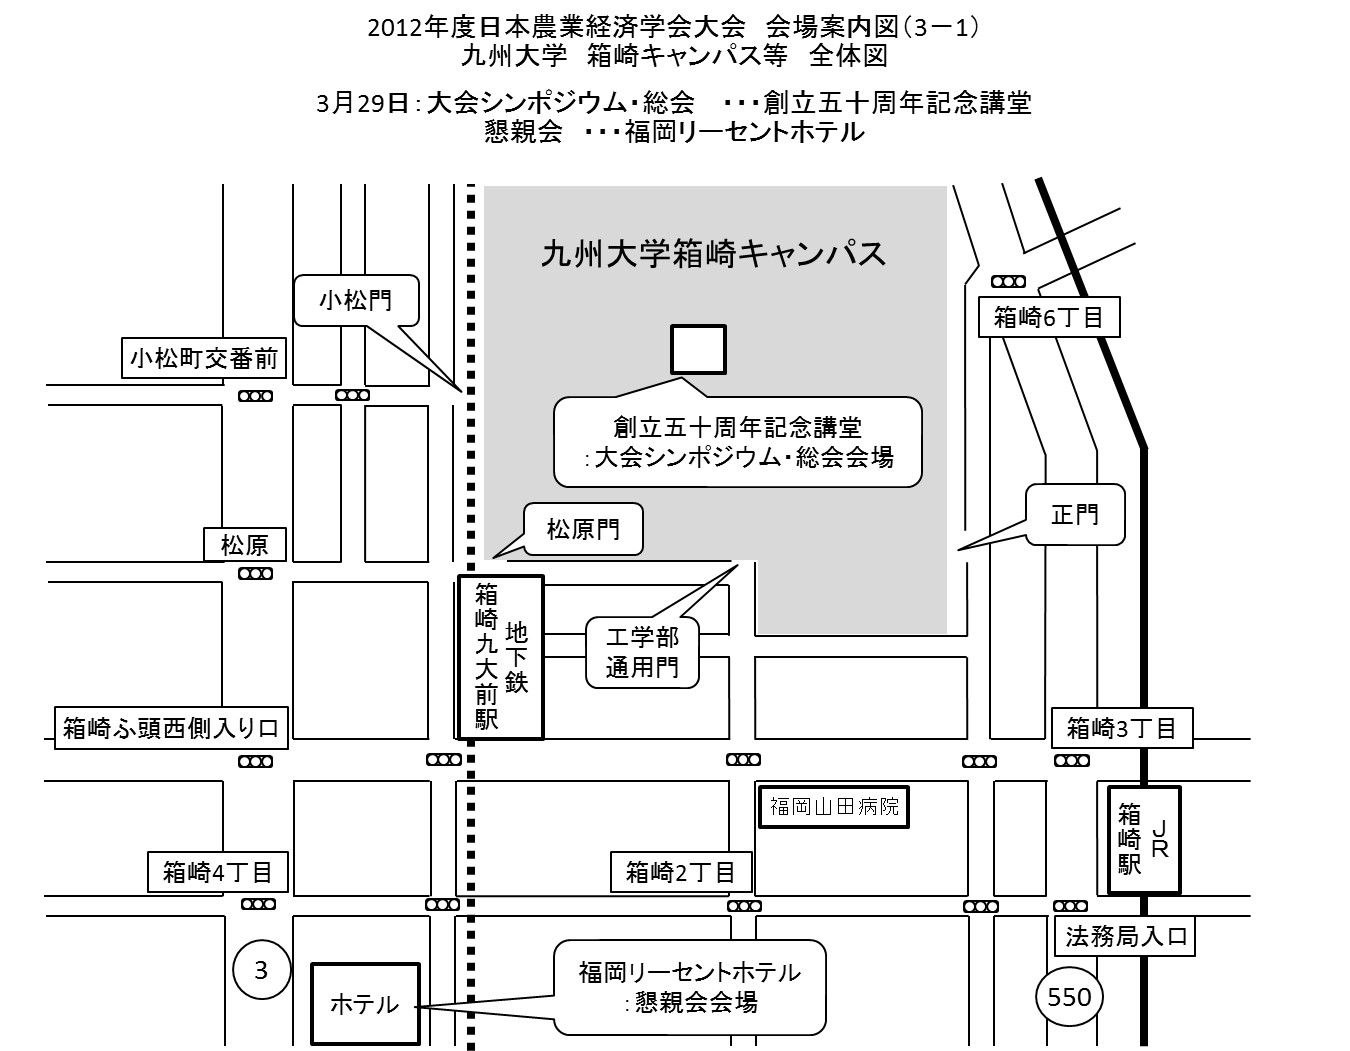 2012年度日本農業経済学会大会　会場案内図（3－1）
九州大学　箱崎キャンパス等　全体図
3月29日：大会シンポジウム・総会　・・・創立五十周年記念講堂
懇親会　・・・福岡リーセントホテル
九州大学箱崎キャンパス
小松門
箱崎6丁目
小松町交番前
創立五十周年記念講堂
：大会シンポジウム・総会会場
正門
松原門
松原
地下鉄
箱崎九大前駅
工学部
通用門
箱崎ふ頭西側入り口
箱崎3丁目
福岡山田病院
ＪＲ
箱崎駅
箱崎4丁目
箱崎2丁目
法務局入口
3
福岡リーセントホテル
：懇親会会場
ホテル
550